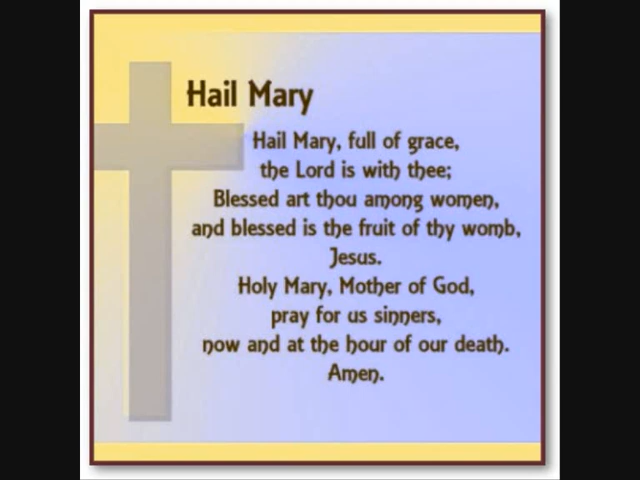 Hail Mary
Hail Mary, full of grace,
the Lord is with thee;
Blessed art thou among women,
and blessed is the fruit of thy womb,
Jesus.
Holy Mary, Mother of God,
pray for us sinners,
now and at the hour of our death.
Amen.